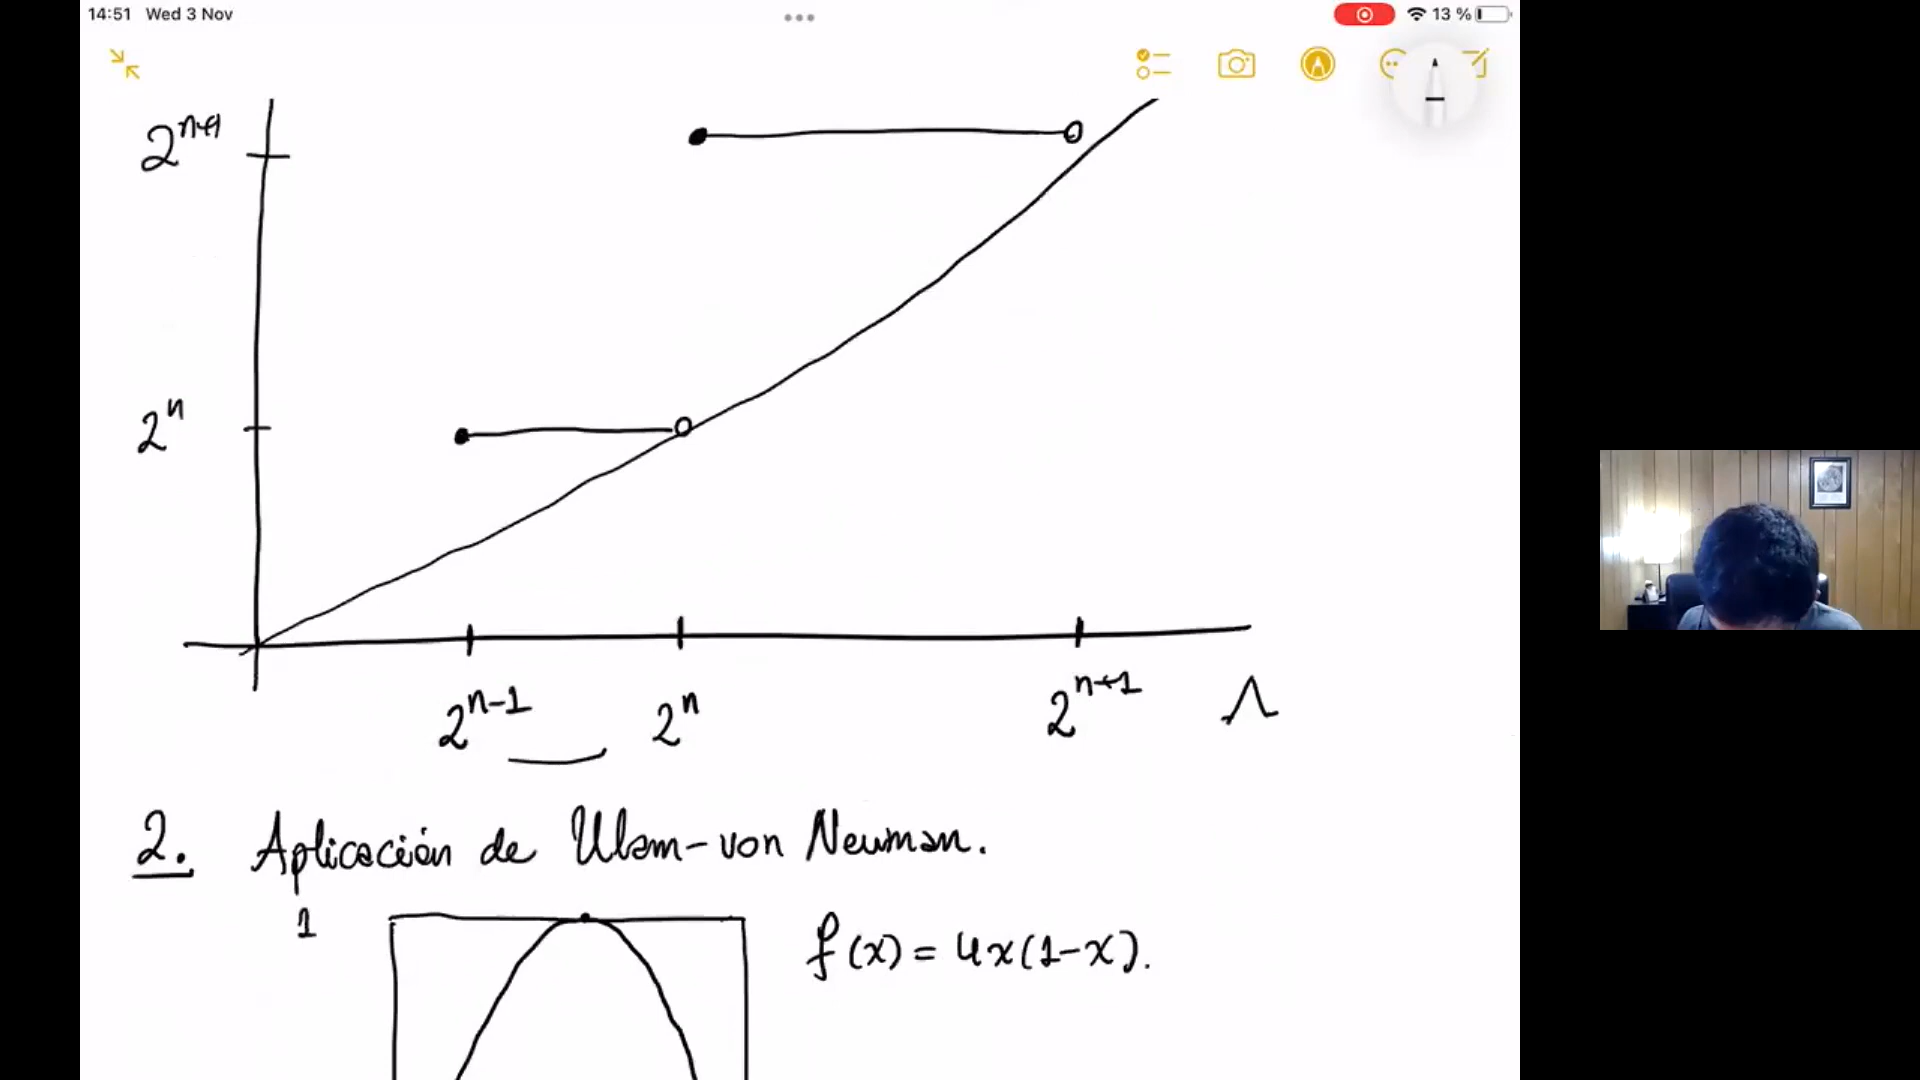 14:51 Wed 3 Nov
13 %
2^{n+1}
2^n
2^{n-1} 2^n 2^{n+1} Λ
2. Aplicación de Ulam-von Neuman.
1
f(x) = 4x(1-x).